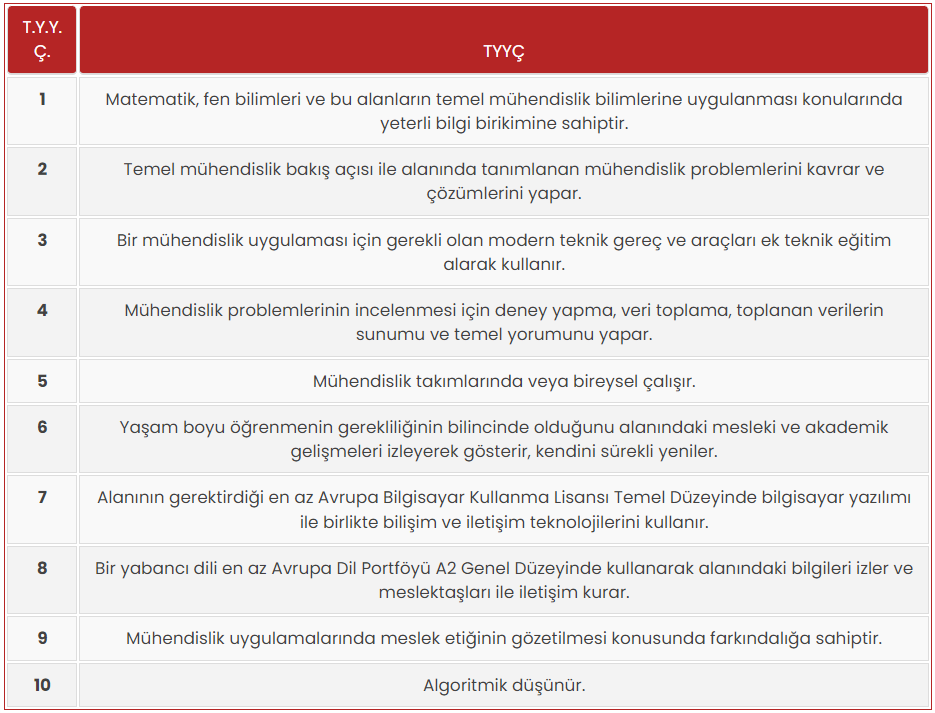 T.Y.Y.
Ç.
TYYÇ
1
Matematik, fen bilimleri ve bu alanların temel mühendislik bilimlerine uygulanması konularında
yeterli bilgi birikimine sahiptir.
2
Temel mühendislik bakış açısı ile alanında tanımlanan mühendislik problemlerini kavrar ve
çözümlerini yapar.
3
Bir mühendislik uygulaması için gerekli olan modern teknik gereç ve araçları ek teknik eğitim
alarak kullanır.
4
Mühendislik problemlerinin incelenmesi için deney yapma, veri toplama, toplanan verilerin
sunumu ve temel yorumunu yapar.
5
Mühendislik takımlarında veya bireysel çalışır.
6
Yaşam boyu öğrenmenin gerekliliğinin bilincinde olduğunu alanındaki mesleki ve akademik
gelişmeleri izleyerek gösterir, kendini sürekli yeniler.
7
Alanının gerektirdiği en az Avrupa Bilgisayar Kullanma Lisansı Temel Düzeyinde bilgisayar yazılımı
ile birlikte bilişim ve iletişim teknolojilerini kullanır.
8
Bir yabancı dili en az Avrupa Dil Portföyü A2 Genel Düzeyinde kullanarak alanındaki bilgileri izler ve
meslektaşları ile iletişim kurar.
9
Mühendislik uygulamalarında meslek etiğinin gözetilmesi konusunda farkındalığa sahiptir.
10
Algoritmik düşünür.